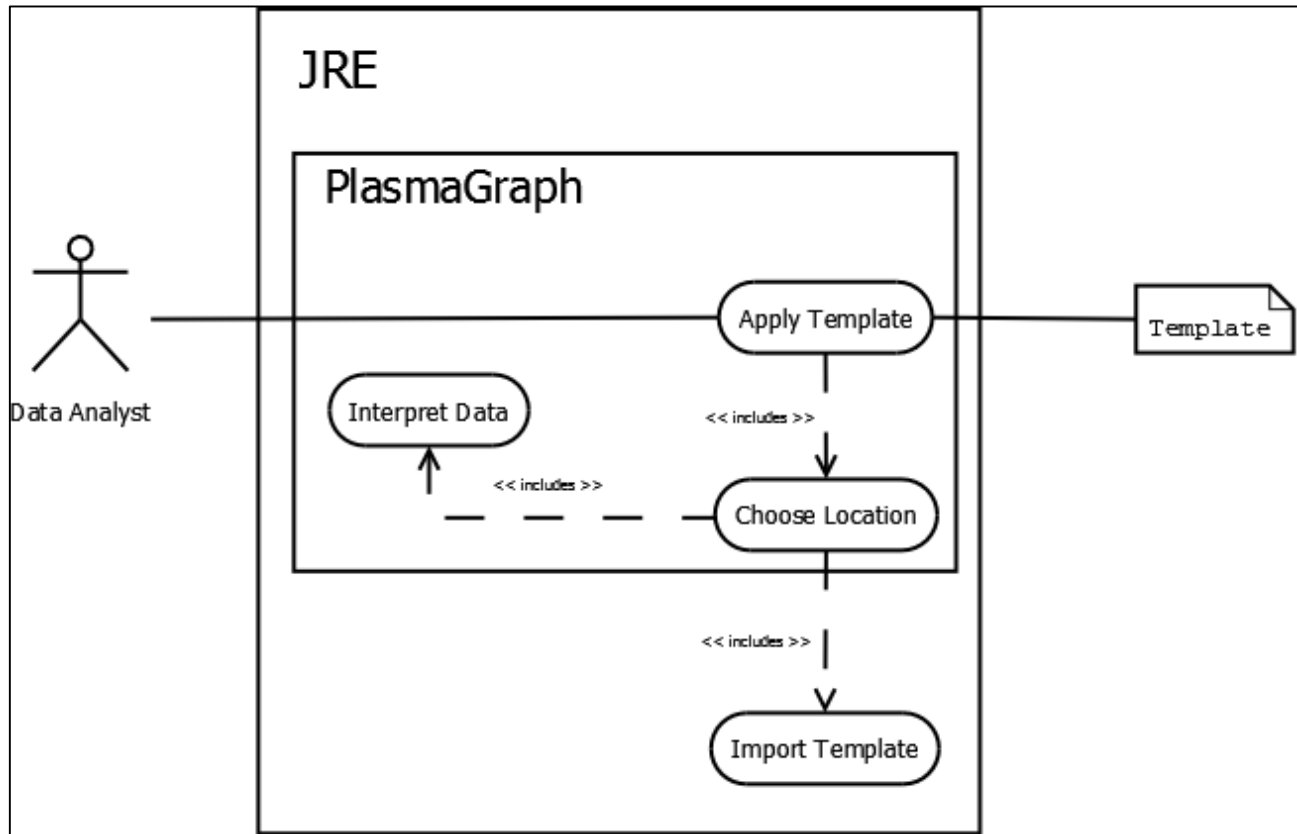 JRE
PlasmaGraph
Apply Template
Template
Data Analyst
Interpret Data
<< includes >>
<< includes >>
Choose Location
<< includes >>
Import Template